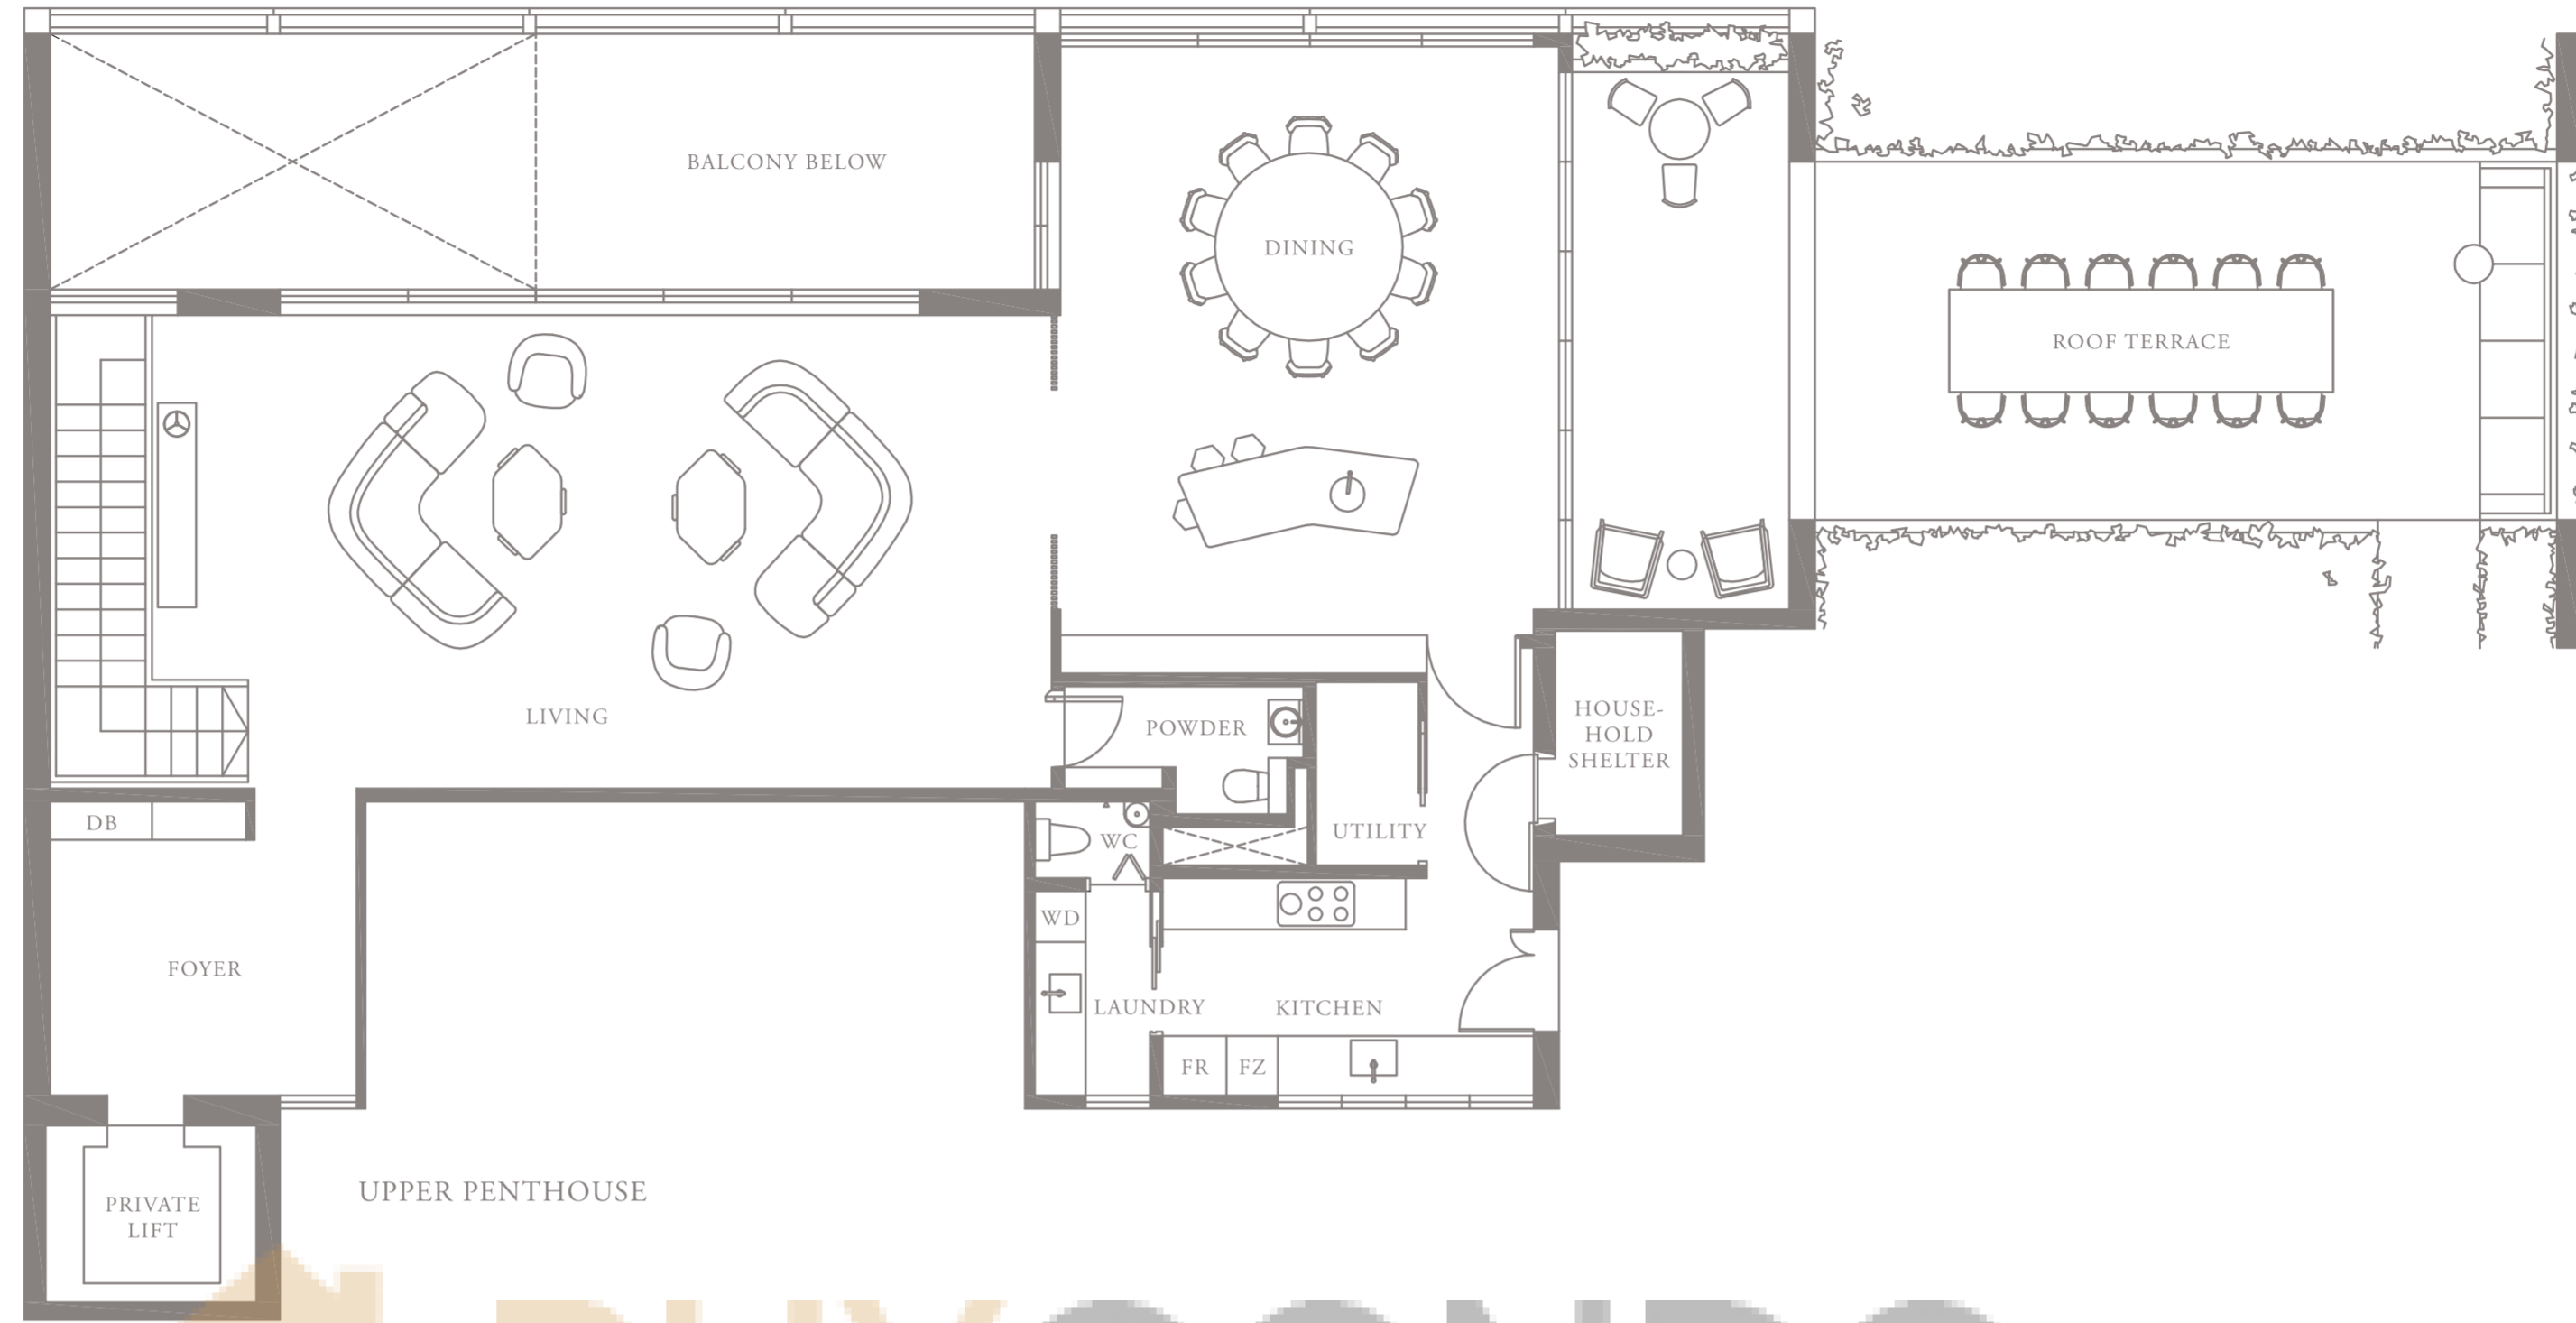 BALCONY BELOW
DINING
ROOF TERRACE
LIVING
POWDER
HOUSE-
HOLD
SHELTER
DB
WC
UTILITY
WD
FOYER
LAUNDRY
KITCHEN
FR
FZ
UPPER PENTHOUSE
PRIVATE
LIFT